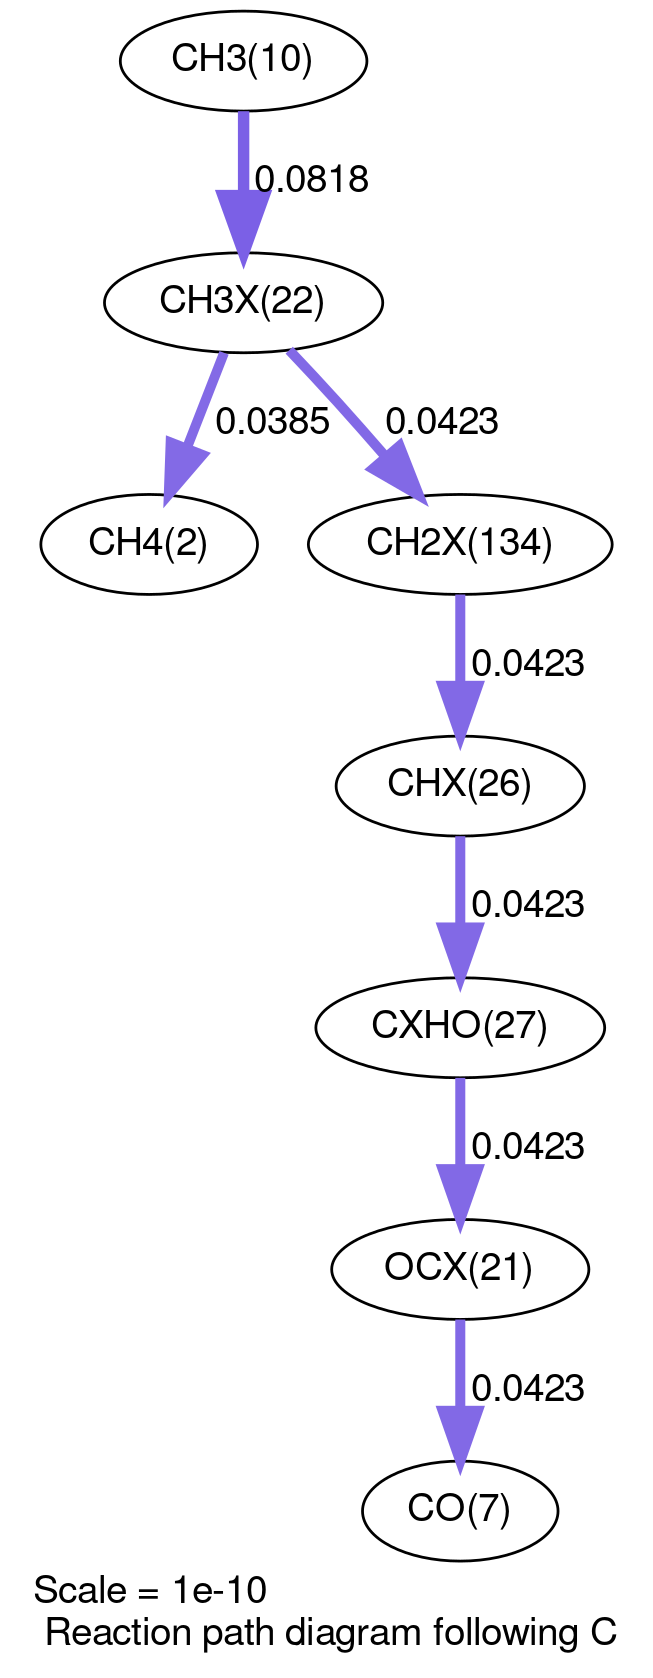 CH3(10)
0.0818
CH3X(22)
0.0385
0.0423
CH4(2)
CH2X(134)
0.0423
CHX(26)
0.0423
CXHO(27)
0.0423
OCX(21)
0.0423
CO(7)
Scale = 1e-10
Reaction path diagram following C